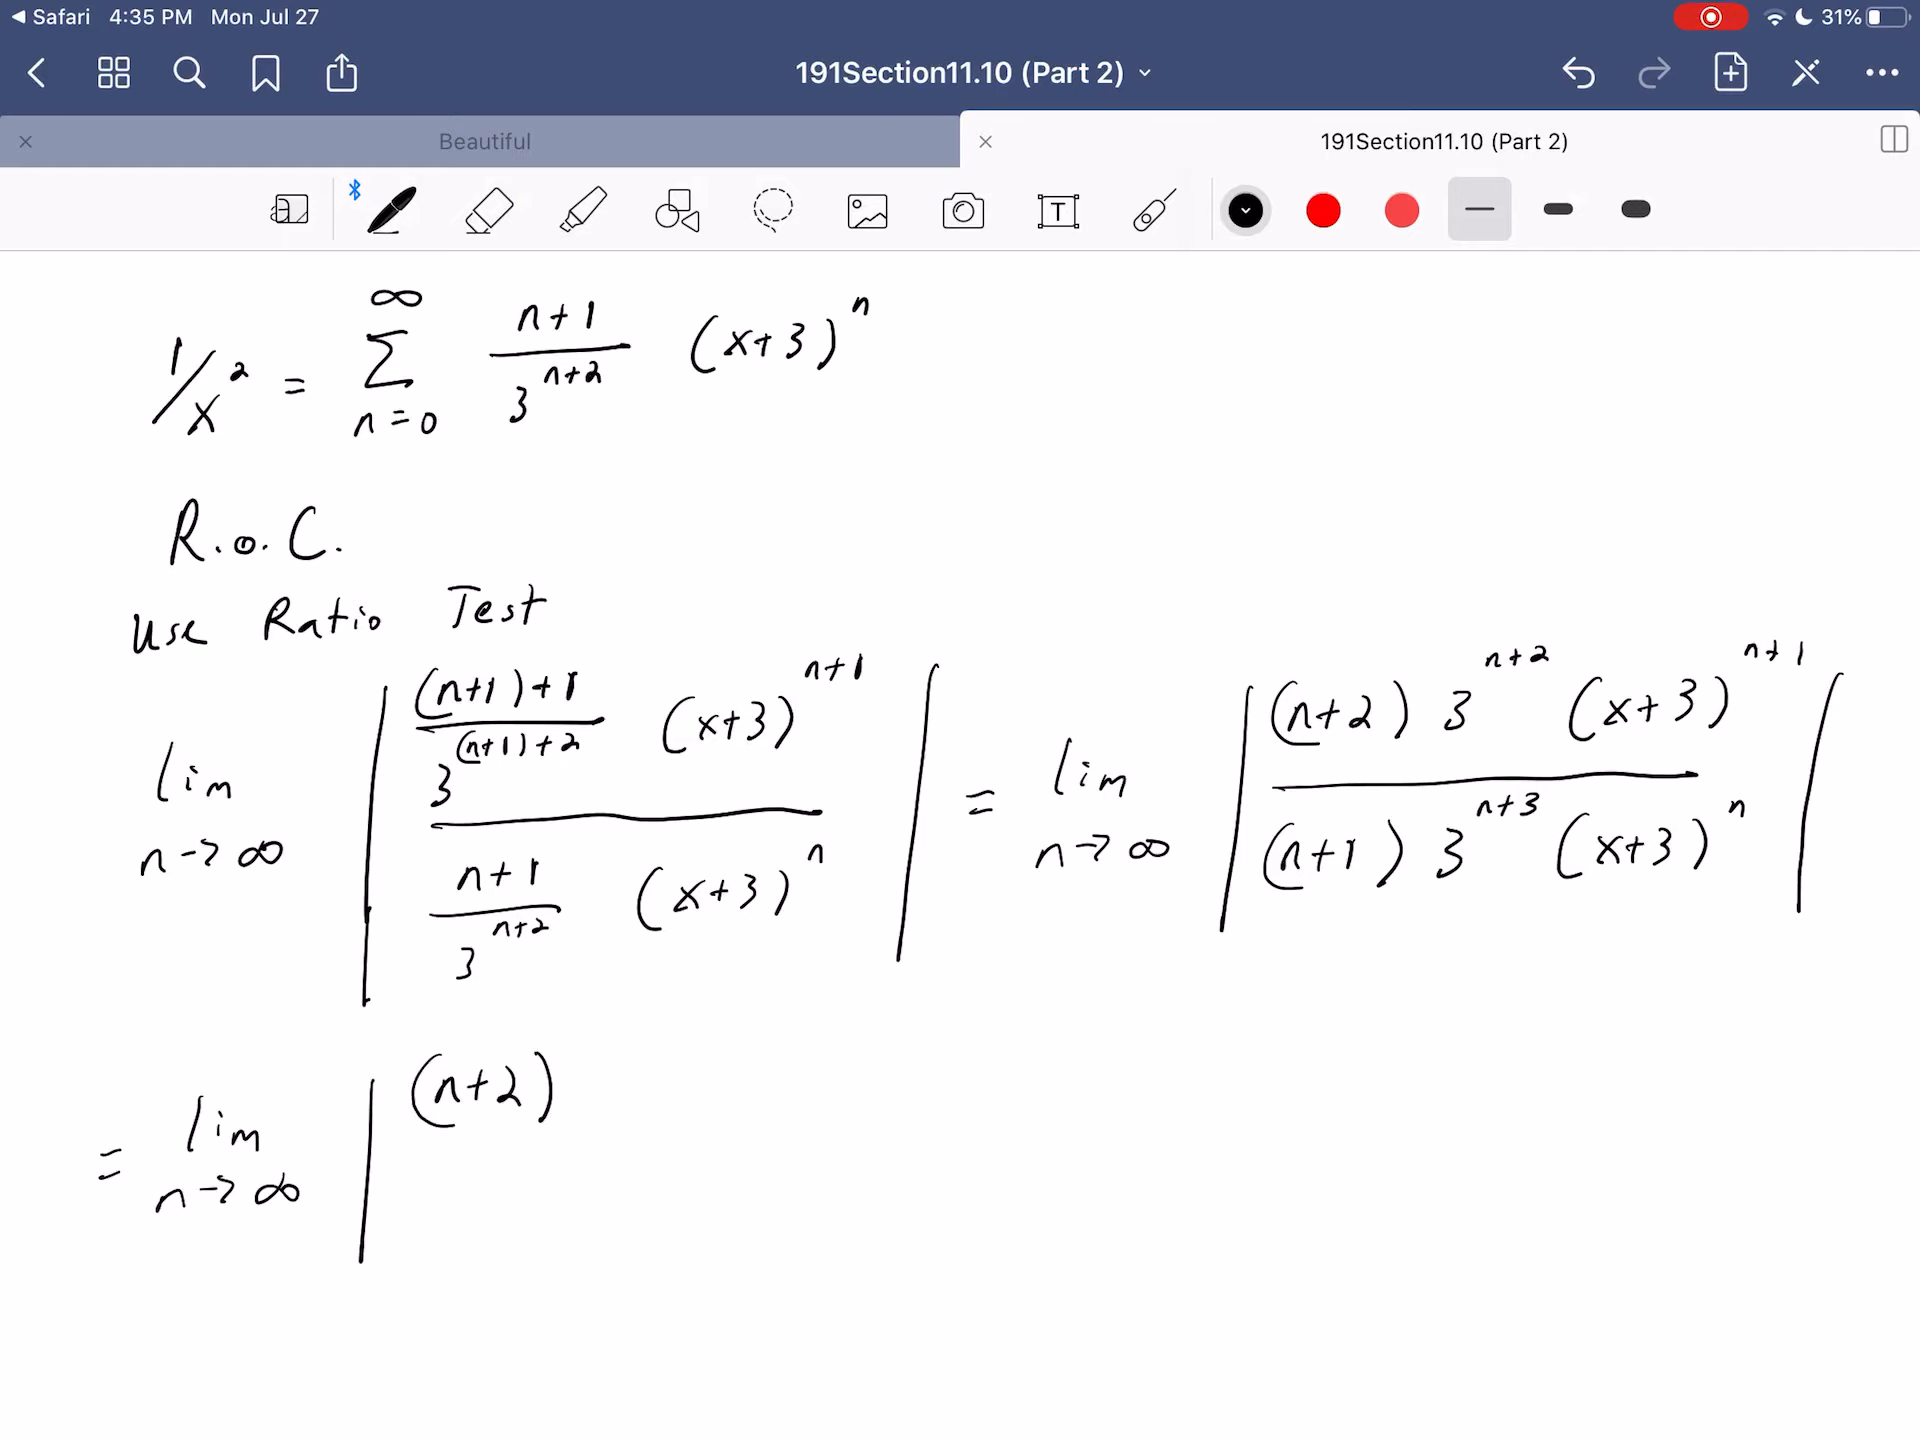 Safari 4:35 PM Mon Jul 27 31%
191Section11.10 (Part 2)
Beautiful
191Section11.10 (Part 2)
a T
1/x^2 = ∑_{n=0}^{∞} (n+1)/(3^{n+2}) (x+3)^n
R.o.C.
Use Ratio Test
lim_{n→∞} | ((n+1)+1)/(3^{(n+1)+2}) (x+3)^{n+1} / ((n+1)/(3^{n+2}) (x+3)^n) | = lim_{n→∞} | (n+2) 3^{n+2} (x+3)^{n+1} / ((n+1) 3^{n+3} (x+3)^n) |
= lim_{n→∞} | (n+2)